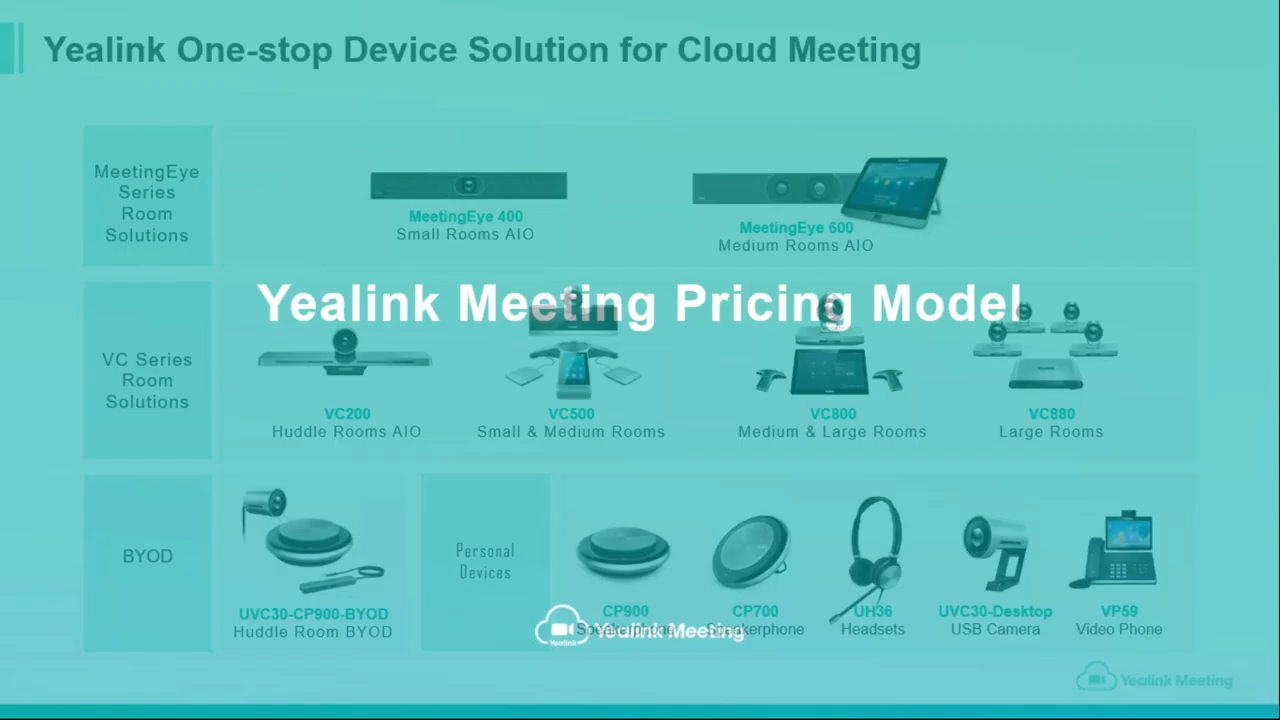 Yealink One-stop Device Solution for Cloud Meeting
MeetingEye
Series
Room
Solutions
MeetingEye 400
Small Rooms AIO
MeetingEye 600
Medium Rooms AIO
Yealink Meeting Pricing Model
VC Series
Room
Solutions
VC200
Huddle Rooms AIO
VC500
Small & Medium Rooms
VC800
Medium & Large Rooms
VC880
Large Rooms
BYOD
UVC30-CP900-BYOD
Huddle Room BYOD
Personal
Devices
CP900
Speakerphone
CP700
Speakerphone
UH36
Headsets
UVC30-Desktop
USB Camera
VP59
Video Phone
Yealink
Yealink Meeting
Yealink Meeting